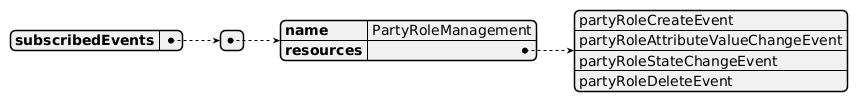 subscribedEvents
name PartyRoleManagement
resources
partyRoleCreateEvent
partyRoleAttributeValueChangeEvent
partyRoleStateChangeEvent
partyRoleDeleteEvent